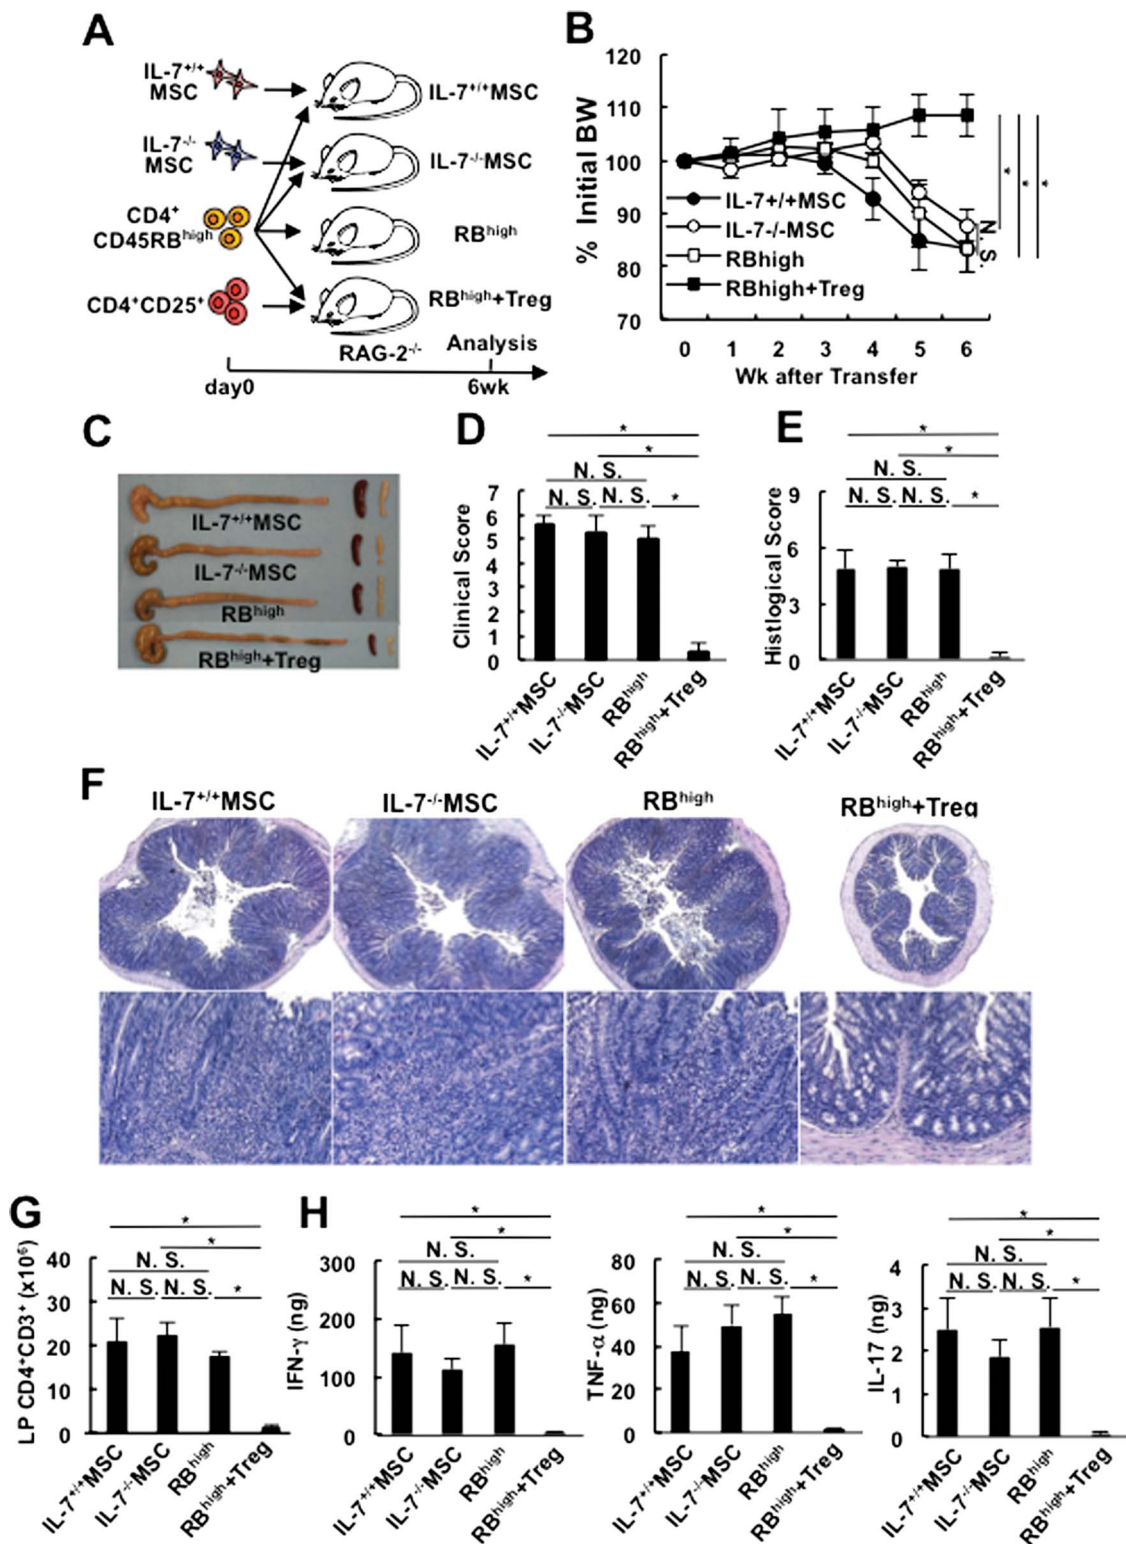 A
IL-7+/+
MSC
IL-7+/+MSC
IL-7-/-
MSC
IL-7-/-MSC
CD4+
CD45RBhigh
RBhigh
CD4+CD25+
RBhigh+Treg
RAG-2-/-
Analysis
day0
6wk
B
% Initial BW
120
110
100
90
80
70
IL-7+/+MSC
IL-7-/-MSC
RBhigh
RBhigh+Treg
*
*
*
N. S.
0 1 2 3 4 5 6
Wk after Transfer
C
IL-7+/+MSC
IL-7-/-MSC
RBhigh
RBhigh+Treg
D
*
*
N. S.
N. S. N. S. *
Clinical Score
7
6
5
4
3
2
1
0
IL-7+/+MSC
IL-7-/-MSC
RBhigh
RBhigh+Treg
E
*
*
N. S.
N. S. N. S. *
Histlogical Score
9
6
3
0
IL-7+/+MSC
IL-7-/-MSC
RBhigh
RBhigh+Treg
F
IL-7+/+MSC
IL-7-/-MSC
RBhigh
RBhigh+Treg
G
*
*
N. S.
N. S. N. S. *
LP CD4+CD3+ (x10⁶)
40
30
20
10
0
IL-7+/+MSC
IL-7-/-MSC
RBhigh
RBhigh+Treg
H
*
*
N. S.
N. S. N. S. *
IFN-γ (ng)
300
200
100
0
IL-7+/+MSC
IL-7-/-MSC
RBhigh
RBhigh+Treg
*
*
N. S.
N. S. N. S. *
TNF-α (ng)
80
60
40
20
0
IL-7+/+MSC
IL-7-/-MSC
RBhigh
RBhigh+Treg
*
*
N. S.
N. S. N. S. *
IL-17 (ng)
4
3
2
1
0
IL-7+/+MSC
IL-7-/-MSC
RBhigh
RBhigh+Treg